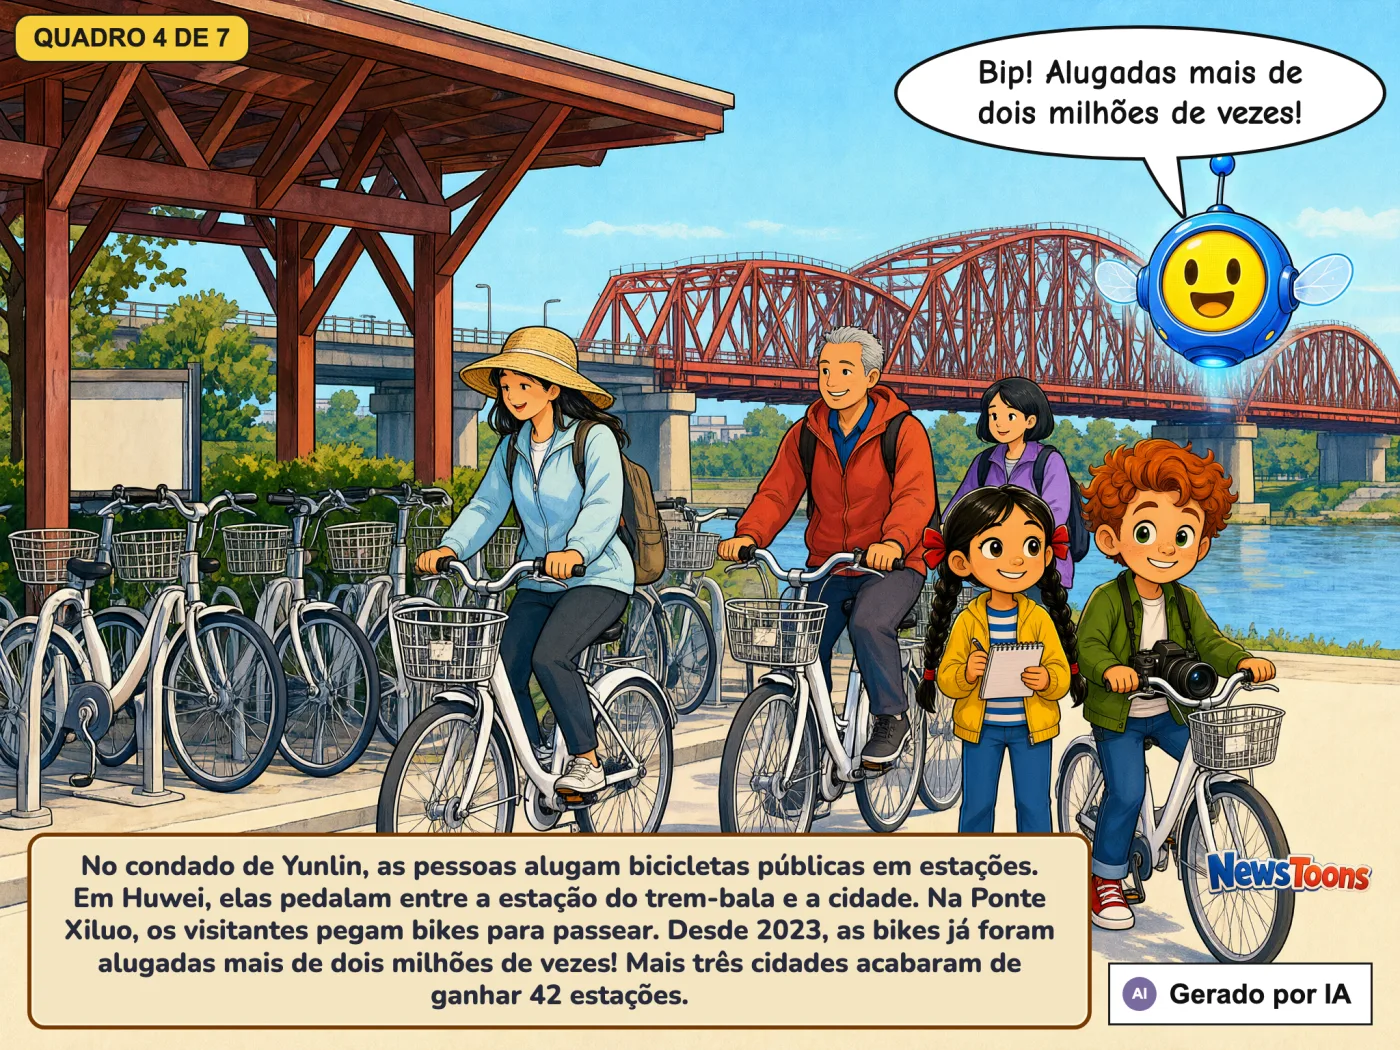 QUADRO 4 DE 7
Bip! Alugadas mais de
dois milhões de vezes!
No condado de Yunlin, as pessoas alugam bicicletas públicas em estações.
Em Huwei, elas pedalam entre a estação do trem-bala e a cidade. Na Ponte
Xiluo, os visitantes pegam bikes para passear. Desde 2023, as bikes já foram
alugadas mais de dois milhões de vezes! Mais três cidades acabaram de
ganhar 42 estações.
NewsToons
AI Gerado por IA